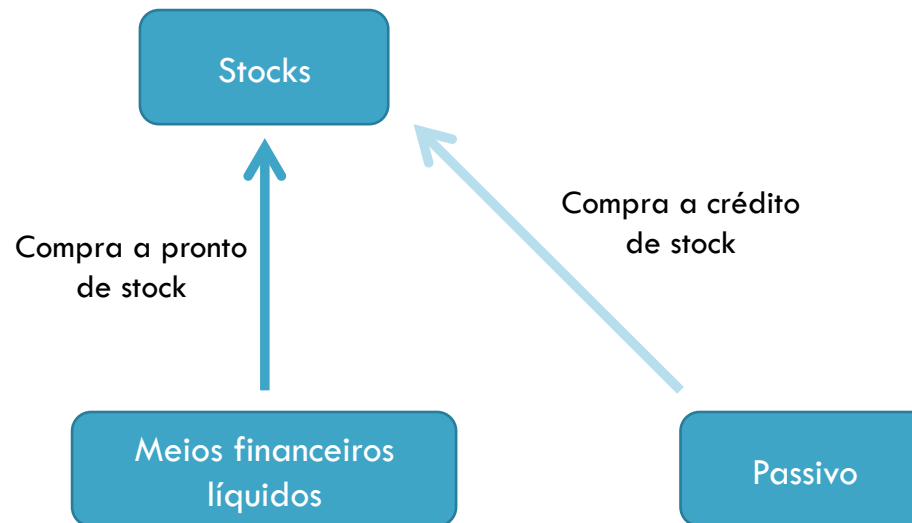 Stocks
Compra a pronto
de stock
Compra a crédito
de stock
Meios financeiros
líquidos
Passivo